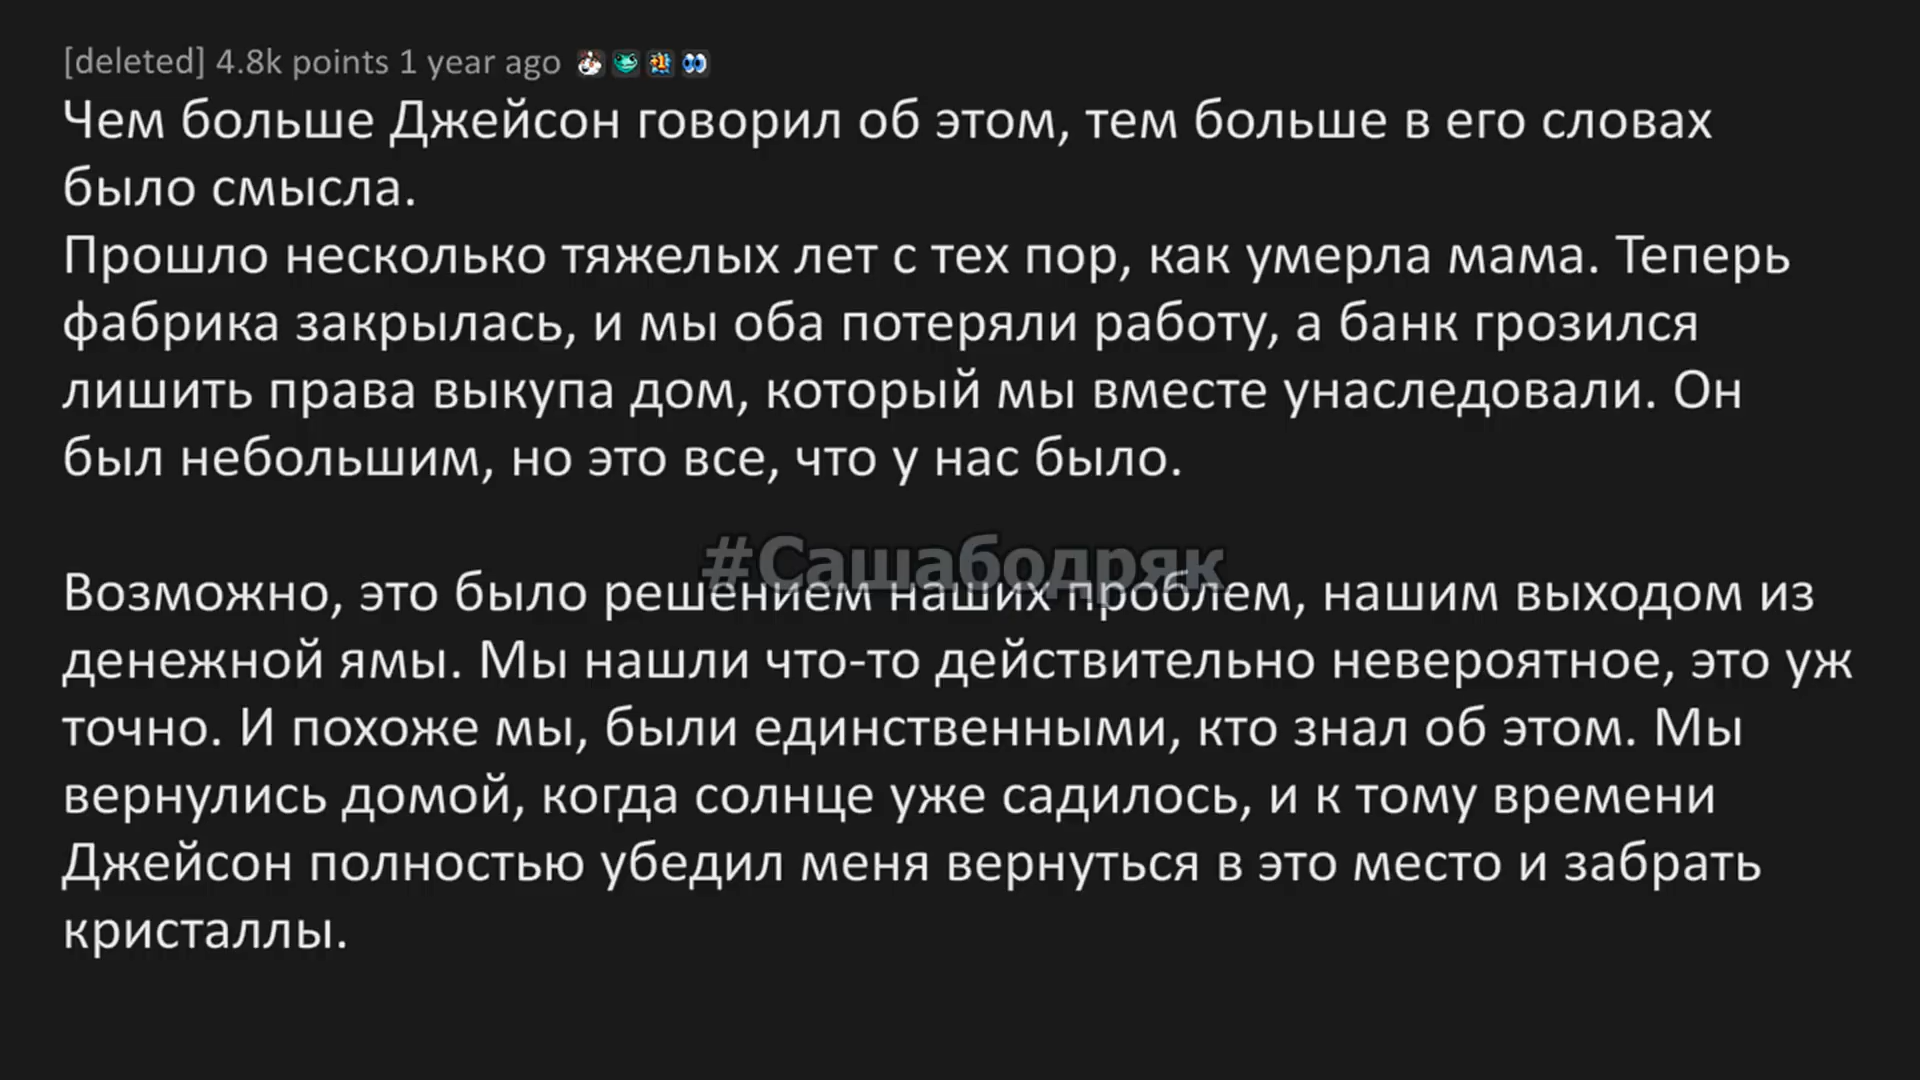 [deleted] 4.8k points 1 year ago
Чем больше Джейсон говорил об этом, тем больше в его словах
было смысла.
Прошло несколько тяжелых лет с тех пор, как умерла мама. Теперь
фабрика закрылась, и мы оба потеряли работу, а банк грозился
лишить права выкупа дом, который мы вместе унаследовали. Он
был небольшим, но это все, что у нас было.
#Сашабодряк
Возможно, это было решением наших проблем, нашим выходом из
денежной ямы. Мы нашли что-то действительно невероятное, это уж
точно. И похоже мы, были единственными, кто знал об этом. Мы
вернулись домой, когда солнце уже садилось, и к тому времени
Джейсон полностью убедил меня вернуться в это место и забрать
кристаллы.